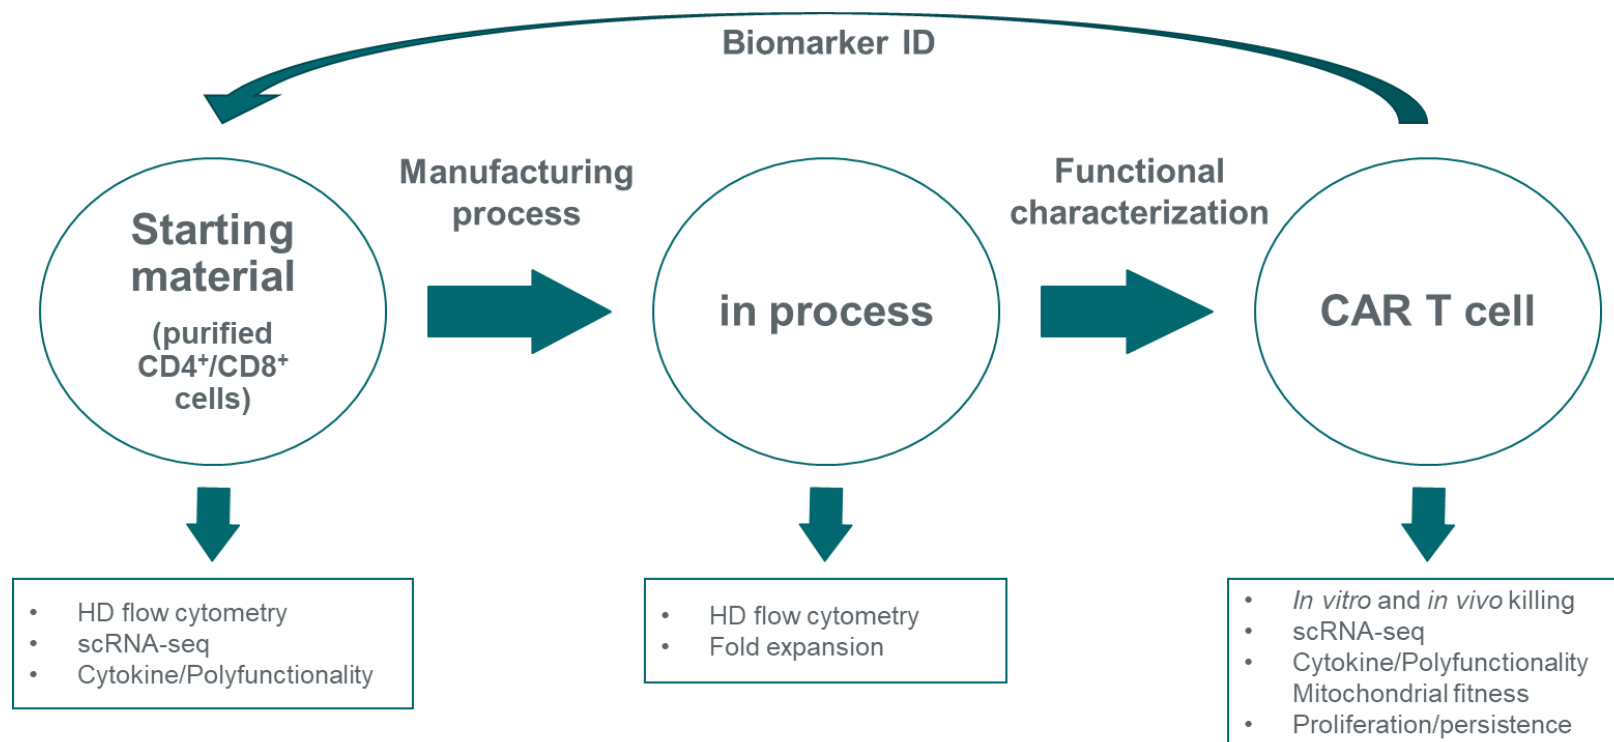 Biomarker ID
Starting
material
(purified
CD4⁺/CD8⁺
cells)
Manufacturing
process
in process
Functional
characterization
CAR T cell
• HD flow cytometry
• scRNA-seq
• Cytokine/Polyfunctionality
• HD flow cytometry
• Fold expansion
• In vitro and in vivo killing
• scRNA-seq
• Cytokine/Polyfunctionality
Mitochondrial fitness
• Proliferation/persistence